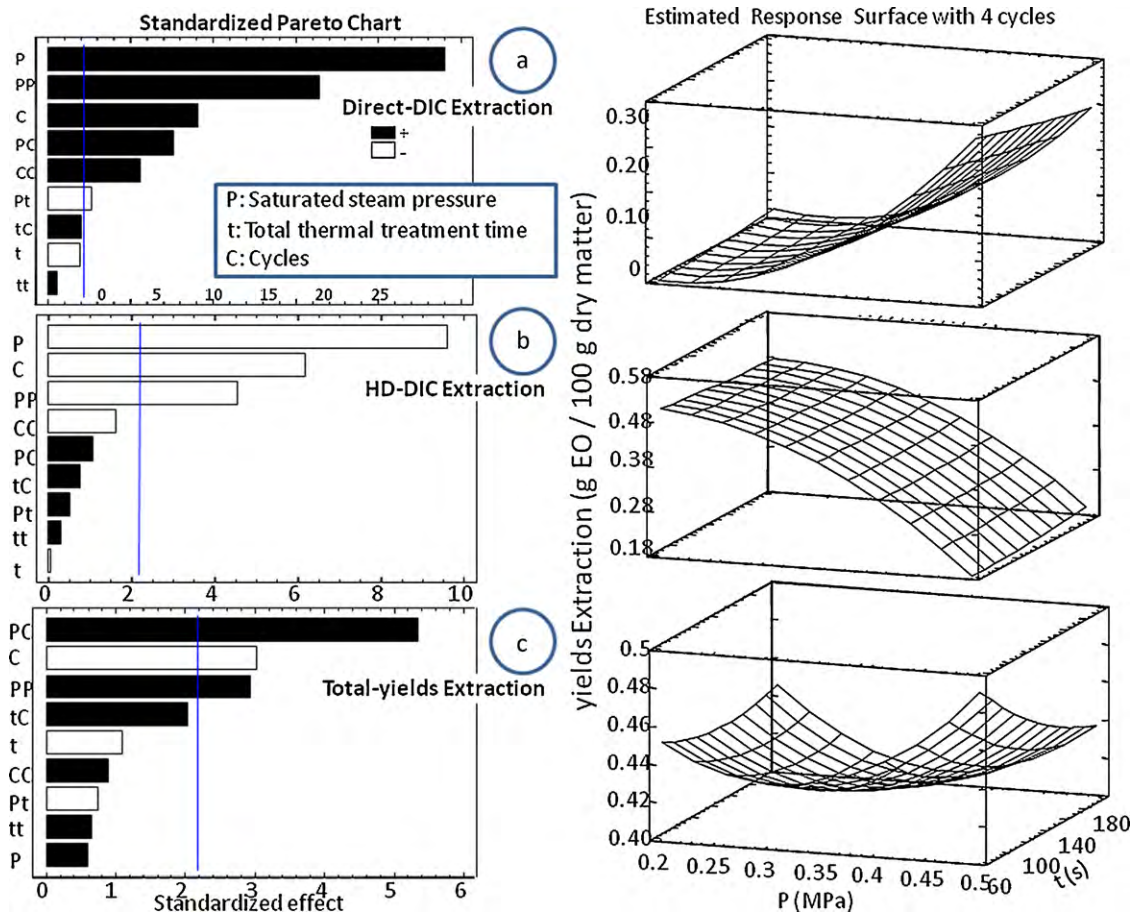 Standardized Pareto Chart
P
PP
C
PC
CC
Pt
tC
t
tt
a
Direct-DIC Extraction
+
-
P: Saturated steam pressure
t: Total thermal treatment time
C: Cycles
0 5 10 15 20 25
P
C
PP
CC
PC
tC
Pt
tt
t
b
HD-DIC Extraction
0 2 4 6 8 10
PC
C
PP
tC
t
CC
Pt
tt
P
c
Total-yields Extraction
0 1 2 3 4 5 6
Standardized effect
Estimated Response Surface with 4 cycles
yields Extraction (g EO / 100 g dry matter)
0.30
0.20
0.10
0
0.58
0.48
0.38
0.28
0.18
0.5
0.48
0.46
0.44
0.42
0.40
0.2 0.25 0.3 0.35 0.4 0.45 0.5
P (MPa)
60 100 140 180
t(s)